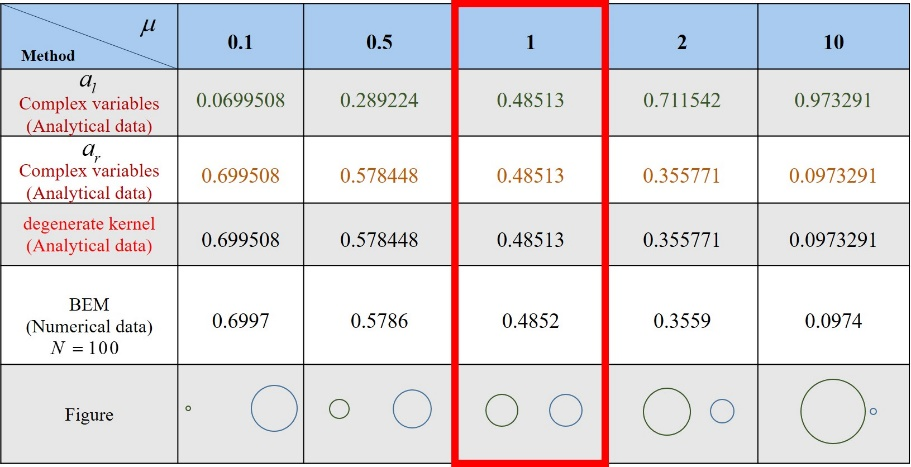 μ
Method
0.1 0.5 1 2 10
a_l
Complex variables
(Analytical data)
0.0699508 0.289224 0.48513 0.711542 0.973291
a_r
Complex variables
(Analytical data)
0.699508 0.578448 0.48513 0.355771 0.0973291
degenerate kernel
(Analytical data)
0.699508 0.578448 0.48513 0.355771 0.0973291
BEM
(Numerical data)
N = 100
0.6997 0.5786 0.4852 0.3559 0.0974
Figure